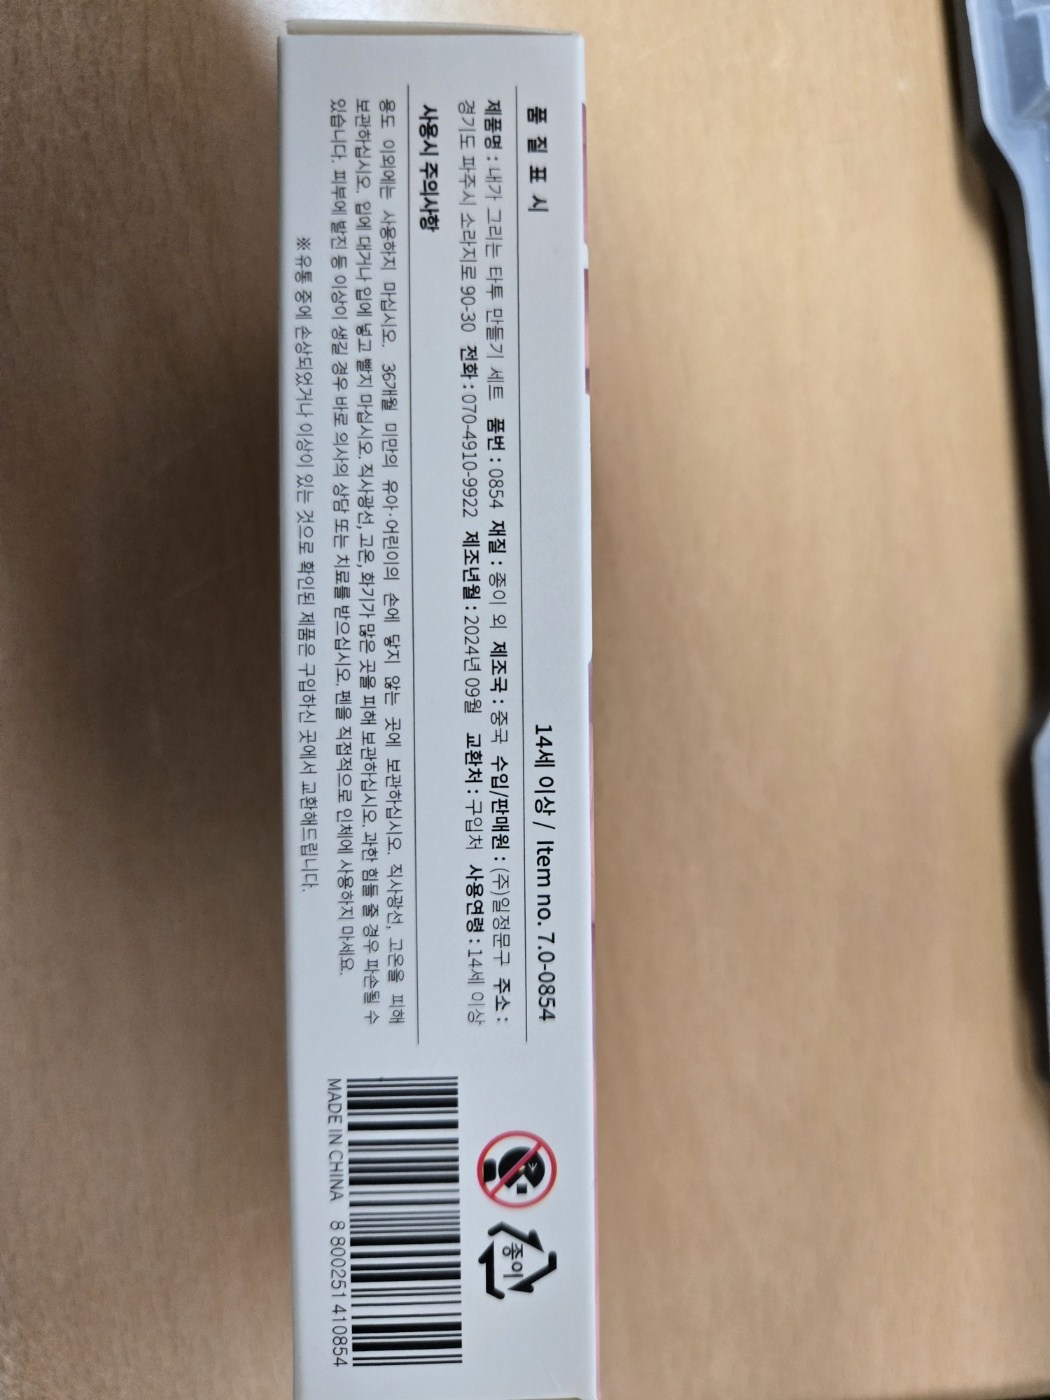 품 질 표 시
14세 이상 / Item no. 7.0-0854
제품명 : 내가 그리는 타투 만들기 세트 품번 : 0854 재질 : 종이 외 제조국 : 중국 수입/판매원 : (주)일정문구 주소 :
경기도 파주시 소라지로 90-30 전화 : 070-4910-9922 제조년월 : 2024년 09월 교환처 : 구입처 사용연령 : 14세 이상
사용시 주의사항
용도 이외에는 사용하지 마십시오. 36개월 미만의 유아·어린이의 손에 닿지 않는 곳에 보관하십시오. 직사광선, 고온을 피해
보관하십시오. 입에 대거나 입에 넣고 빨지 마십시오. 직사광선, 고온, 화기가 많은 곳을 피해 보관하십시오. 과한 힘들 줄 경우 파손될 수
있습니다. 피부에 발진 등 이상이 생길 경우 바로 의사의 상담 또는 치료를 받으십시오. 펜을 직접적으로 인체에 사용하지 마세요.
※유통 중에 손상되었거나 이상이 있는 것으로 확인된 제품은 구입하신 곳에서 교환해드립니다.
종이
MADE IN CHINA 8 800251 410854